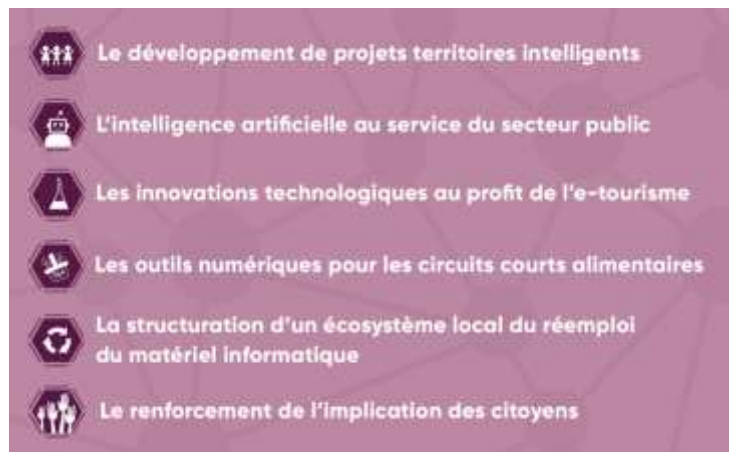 Le développement de projets territoires intelligents
L'intelligence artificielle au service du secteur public
Les innovations technologiques au profit de l'e-tourisme
Les outils numériques pour les circuits courts alimentaires
La structuration d'un écosystème local du réemploi
du matériel informatique
Le renforcement de l'implication des citoyens